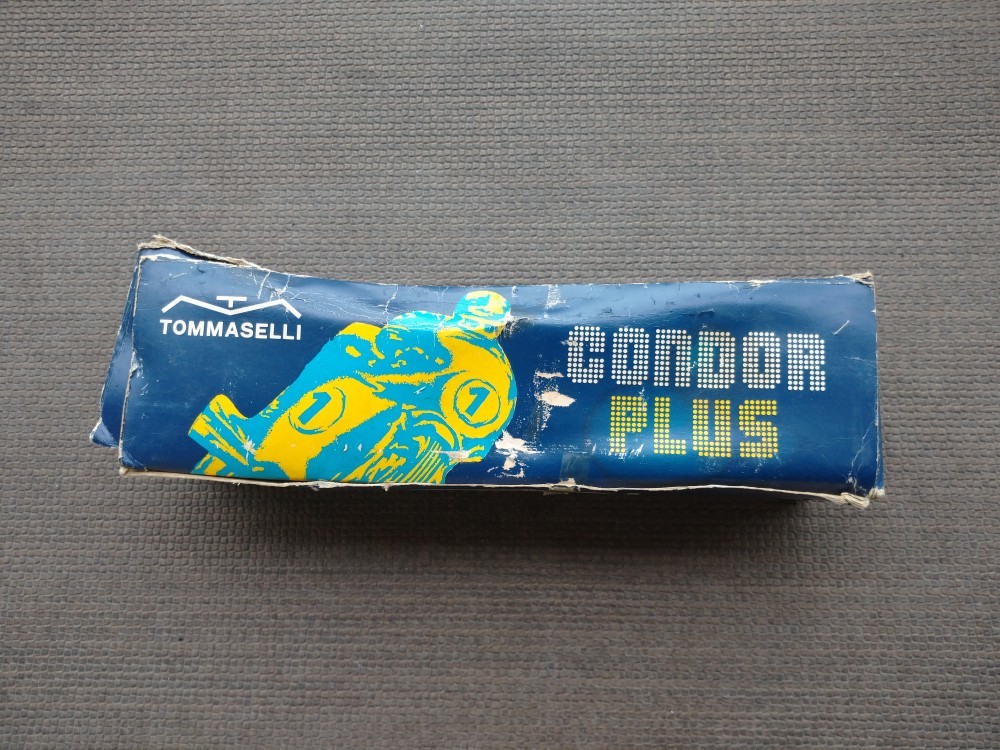 TOMMASELLI
1
1
CONDOR
PLUS